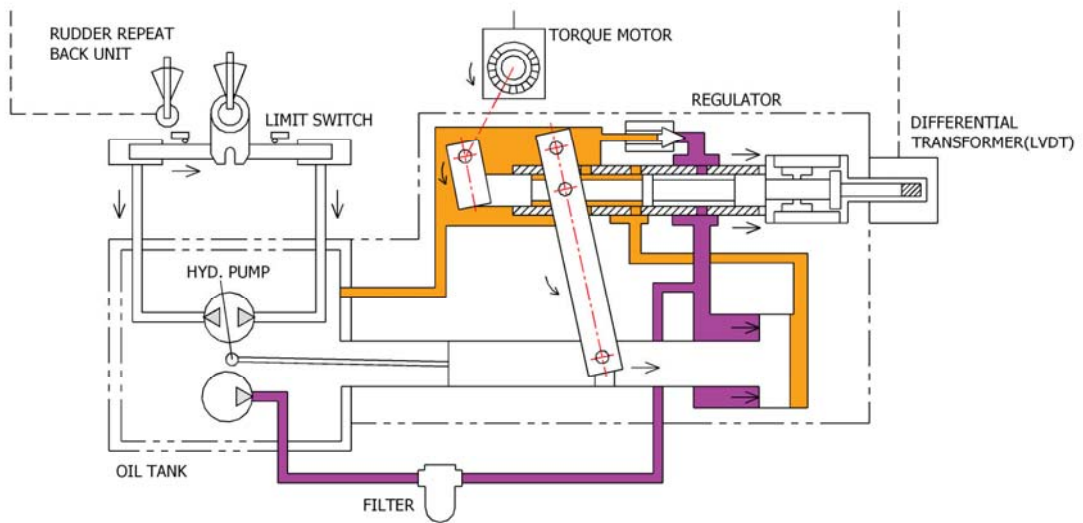 RUDDER REPEAT
BACK UNIT
TORQUE MOTOR
LIMIT SWITCH
REGULATOR
DIFFERENTIAL
TRANSFORMER(LVDT)
HYD. PUMP
OIL TANK
FILTER